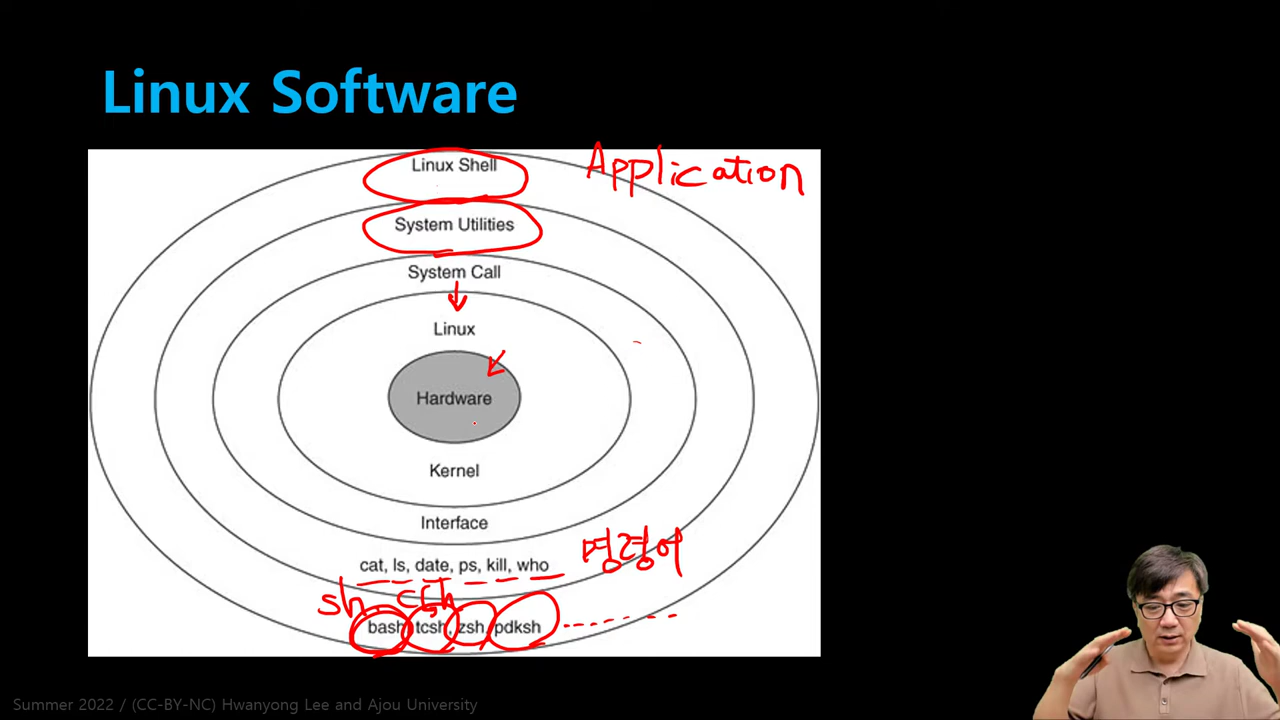 Linux Software
Linux Shell
Application
System Utilities
System Call
Linux
Hardware
Kernel
Interface
명령어
cat, ls, date, ps, kill, who
sh csh
bash, tcsh, zsh, pdksh
Summer 2022 / (CC-BY-NC) Hwanyong Lee and Ajou University